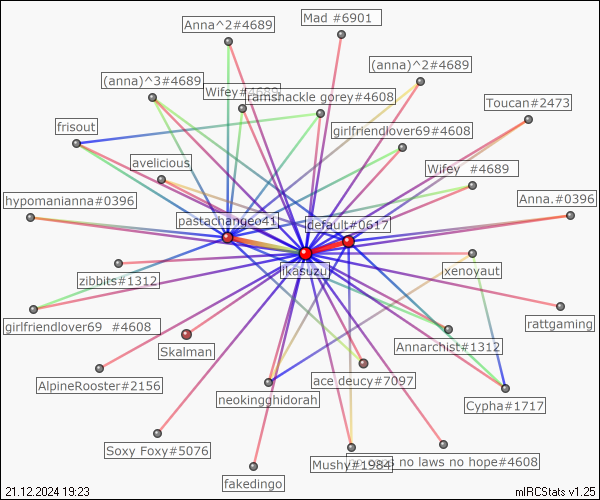 Mad #6901
Anna^2#4689
(anna)^2#4689
(anna)^3#4689
Wifey#4689
ramshackle gorey#4608
Toucan#2473
frisout
girlfriendlover69#4608
avelicious
Wifey  #4689
hypomanianna#0396
Anna.#0396
pastachangeo41
default#0617
ikasuzu
xenoyaut
zibbits#1312
girlfriendlover69  #4608
rattgaming
Annarchist#1312
Skalman
AlpineRooster#2156
ace deucy#7097
neokingghidorah
Cypha#1717
Soxy Foxy#5076
Mushy#1984
no laws no hope#4608
fakedingo
21.12.2024 19:23
mIRCStats v1.25